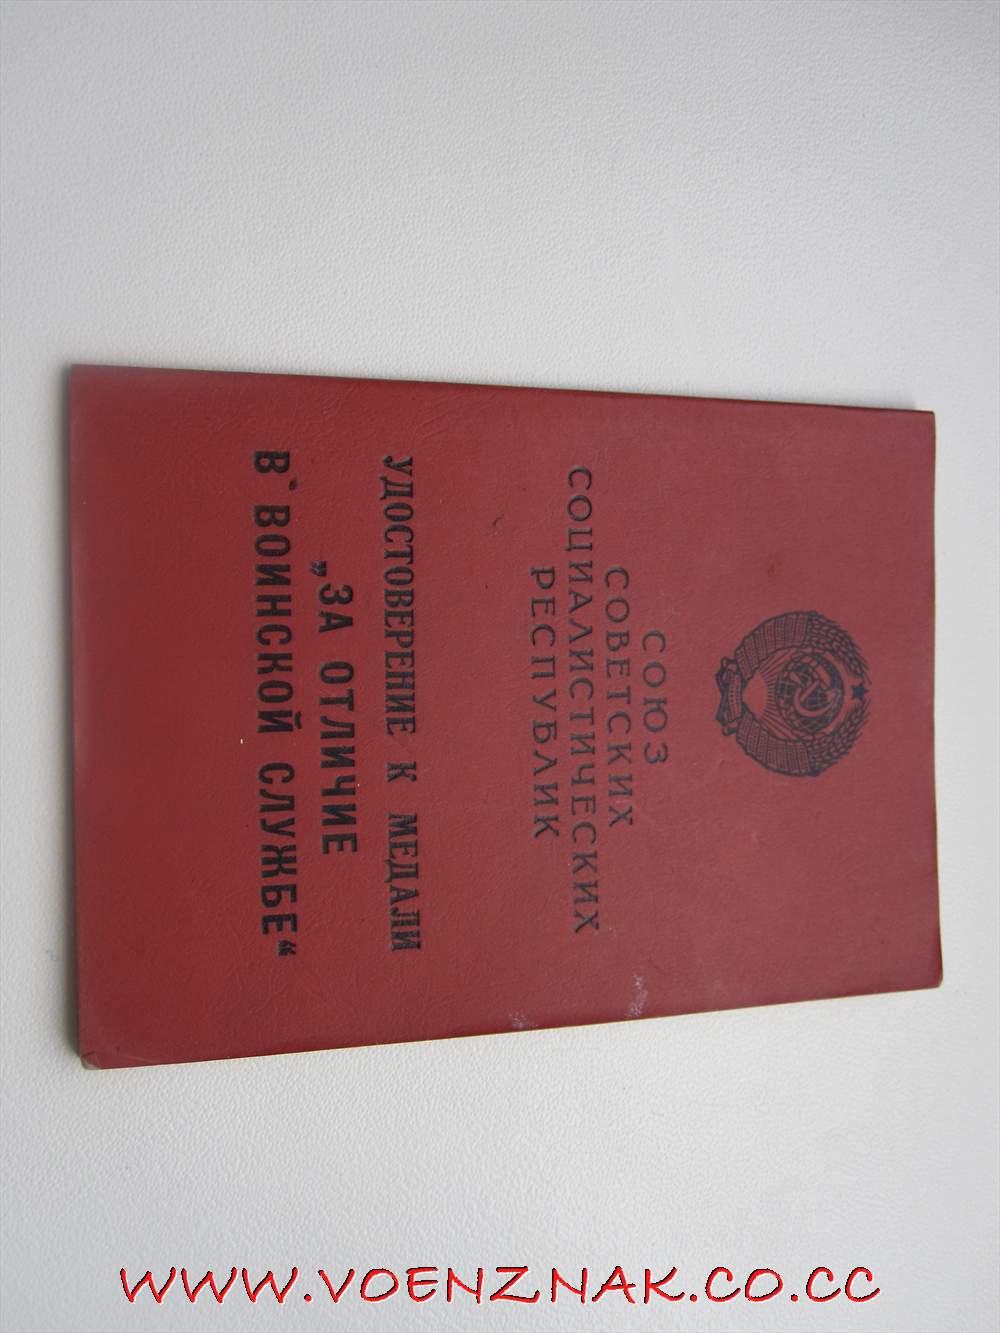 СОЮЗ
СОВЕТСКИХ
СОЦИАЛИСТИЧЕСКИХ
РЕСПУБЛИК
УДОСТОВЕРЕНИЕ К МЕДАЛИ
„ЗА ОТЛИЧИЕ
В ВОИНСКОЙ СЛУЖБЕ“
WWW.VOENZNAK.CO.CC